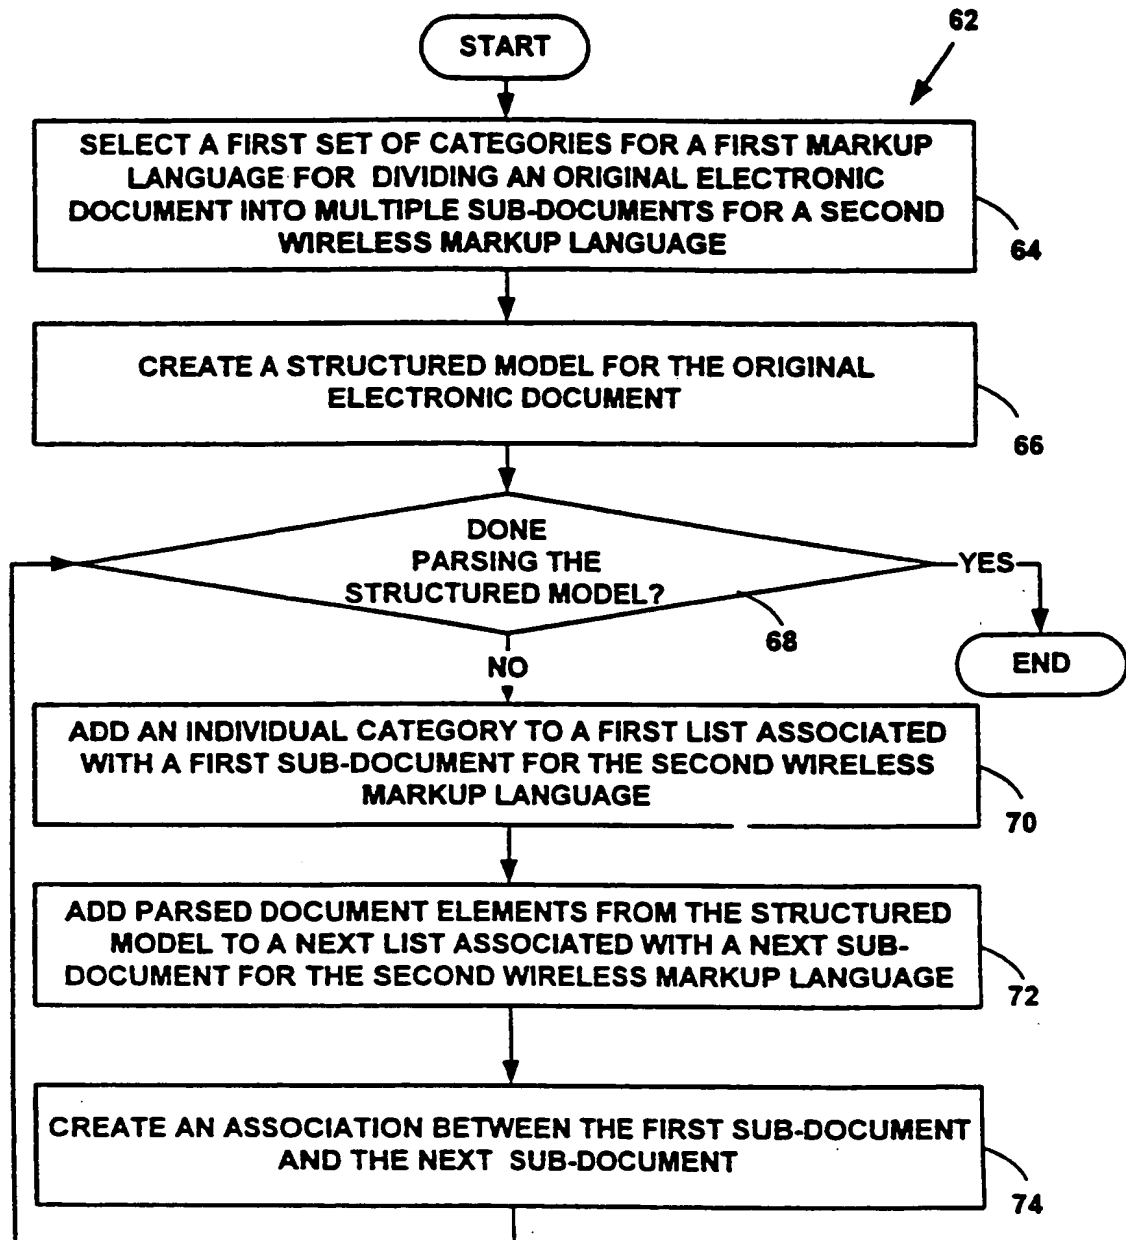 62
START
SELECT A FIRST SET OF CATEGORIES FOR A FIRST MARKUP
LANGUAGE FOR DIVIDING AN ORIGINAL ELECTRONIC
DOCUMENT INTO MULTIPLE SUB-DOCUMENTS FOR A SECOND
WIRELESS MARKUP LANGUAGE
64
CREATE A STRUCTURED MODEL FOR THE ORIGINAL
ELECTRONIC DOCUMENT
66
DONE
PARSING THE
STRUCTURED MODEL?
YES
68
END
NO
ADD AN INDIVIDUAL CATEGORY TO A FIRST LIST ASSOCIATED
WITH A FIRST SUB-DOCUMENT FOR THE SECOND WIRELESS
MARKUP LANGUAGE
70
ADD PARSED DOCUMENT ELEMENTS FROM THE STRUCTURED
MODEL TO A NEXT LIST ASSOCIATED WITH A NEXT SUB-
DOCUMENT FOR THE SECOND WIRELESS MARKUP LANGUAGE
72
CREATE AN ASSOCIATION BETWEEN THE FIRST SUB-DOCUMENT
AND THE NEXT SUB-DOCUMENT
74